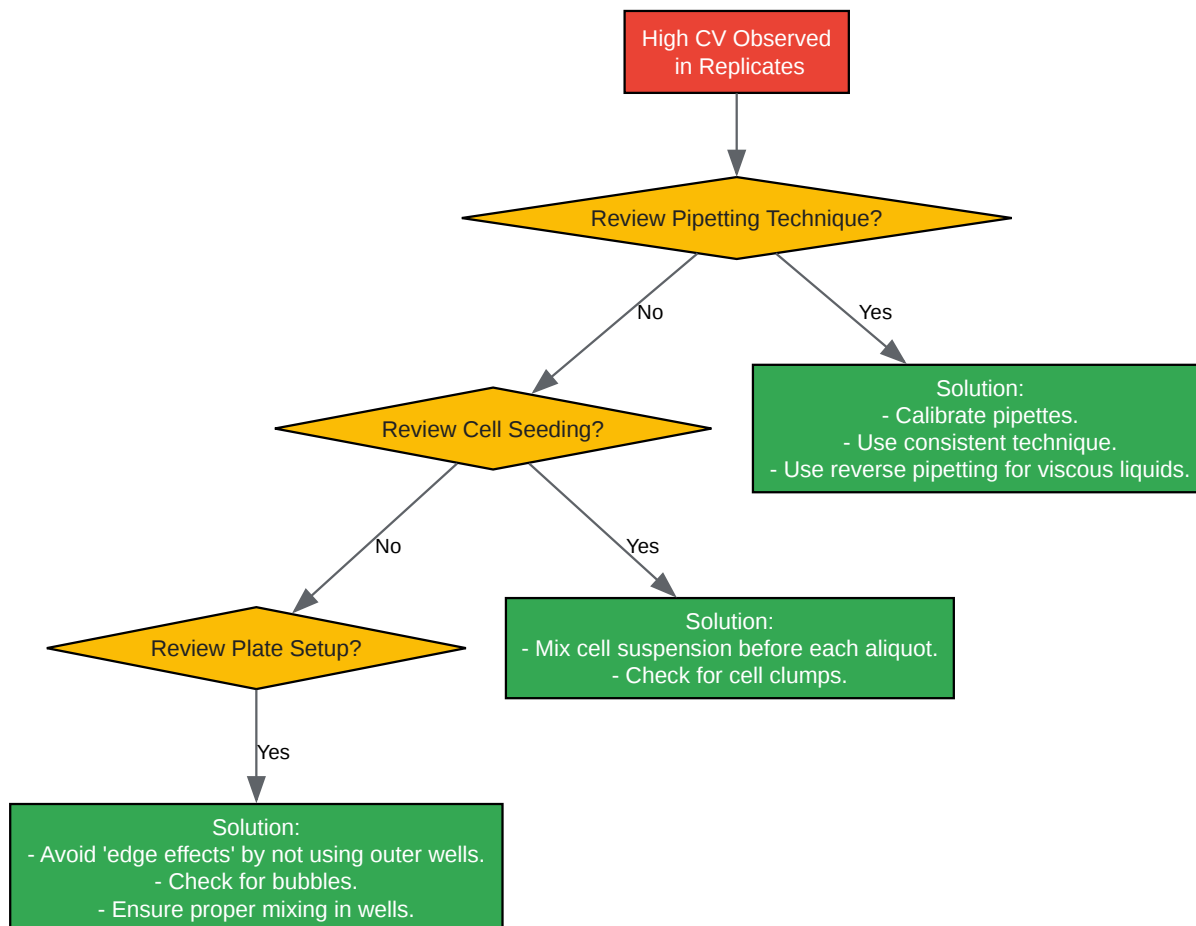 High CV Observed
in Replicates
Review Pipetting Technique?
No
Yes
Solution:
- Calibrate pipettes.
- Use consistent technique.
- Use reverse pipetting for viscous liquids.
Review Cell Seeding?
No
Yes
Solution:
- Mix cell suspension before each aliquot.
- Check for cell clumps.
Review Plate Setup?
Yes
Solution:
- Avoid 'edge effects' by not using outer wells.
- Check for bubbles.
- Ensure proper mixing in wells.